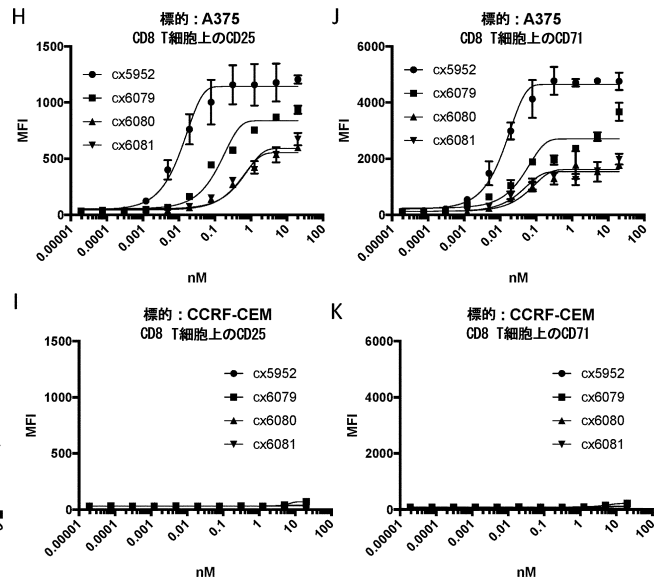 H
標的 : A375
CD8 T細胞上のCD25
1500
1000
500
0
MFI
cx5952
cx6079
cx6080
cx6081
0.00001
0.0001
0.001
0.01
0.1
1
10
100
nM
J
標的 : A375
CD8 T細胞上のCD71
6000
4000
2000
0
MFI
cx5952
cx6079
cx6080
cx6081
0.00001
0.0001
0.001
0.01
0.1
1
10
100
nM
I
標的 : CCRF-CEM
CD8 T細胞上のCD25
1500
1000
500
0
MFI
cx5952
cx6079
cx6080
cx6081
0.00001
0.0001
0.001
0.01
0.1
1
10
100
nM
K
標的 : CCRF-CEM
CD8 T細胞上のCD71
6000
4000
2000
0
MFI
cx5952
cx6079
cx6080
cx6081
0.00001
0.0001
0.001
0.01
0.1
1
10
100
nM